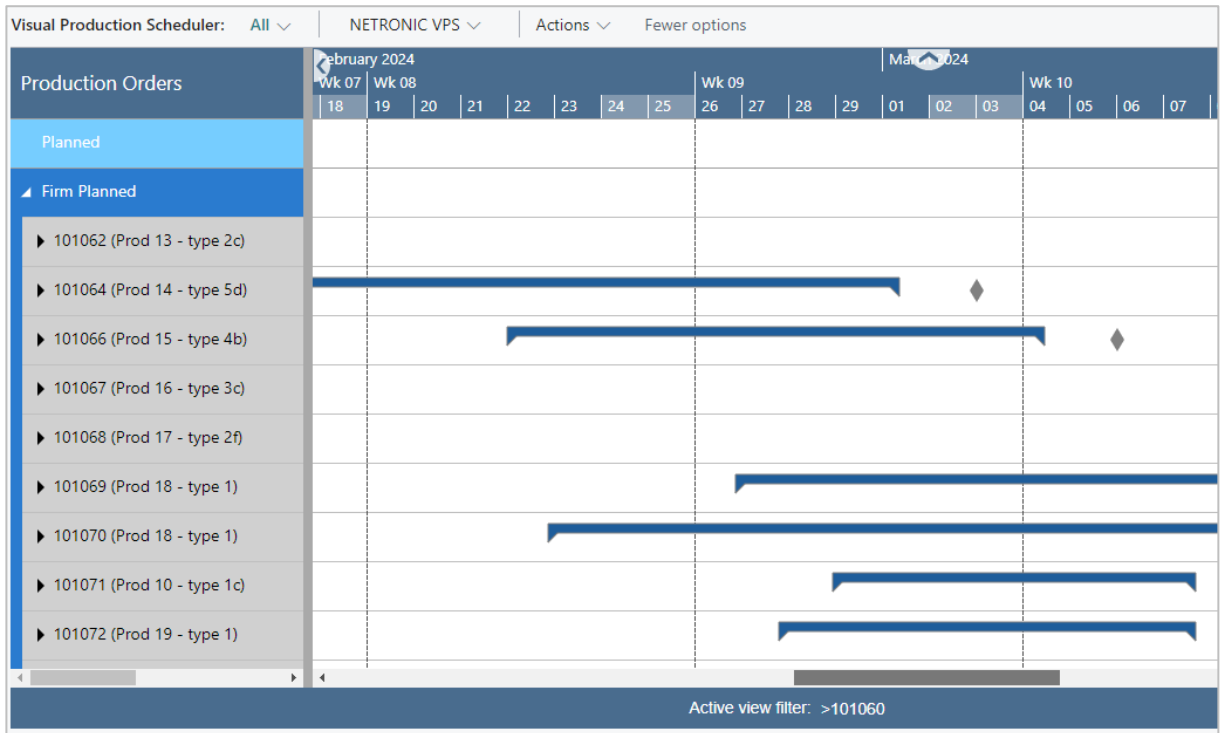 Visual Production Scheduler: All NETRONIC VPS Actions Fewer options
Production Orders
February 2024 March 2024
Wk 07 Wk 08 Wk 09 Wk 10
18 19 20 21 22 23 24 25 26 27 28 29 01 02 03 04 05 06 07
Planned
Firm Planned
101062 (Prod 13 - type 2c)
101064 (Prod 14 - type 5d)
101066 (Prod 15 - type 4b)
101067 (Prod 16 - type 3c)
101068 (Prod 17 - type 2f)
101069 (Prod 18 - type 1)
101070 (Prod 18 - type 1)
101071 (Prod 10 - type 1c)
101072 (Prod 19 - type 1)
Active view filter: >101060